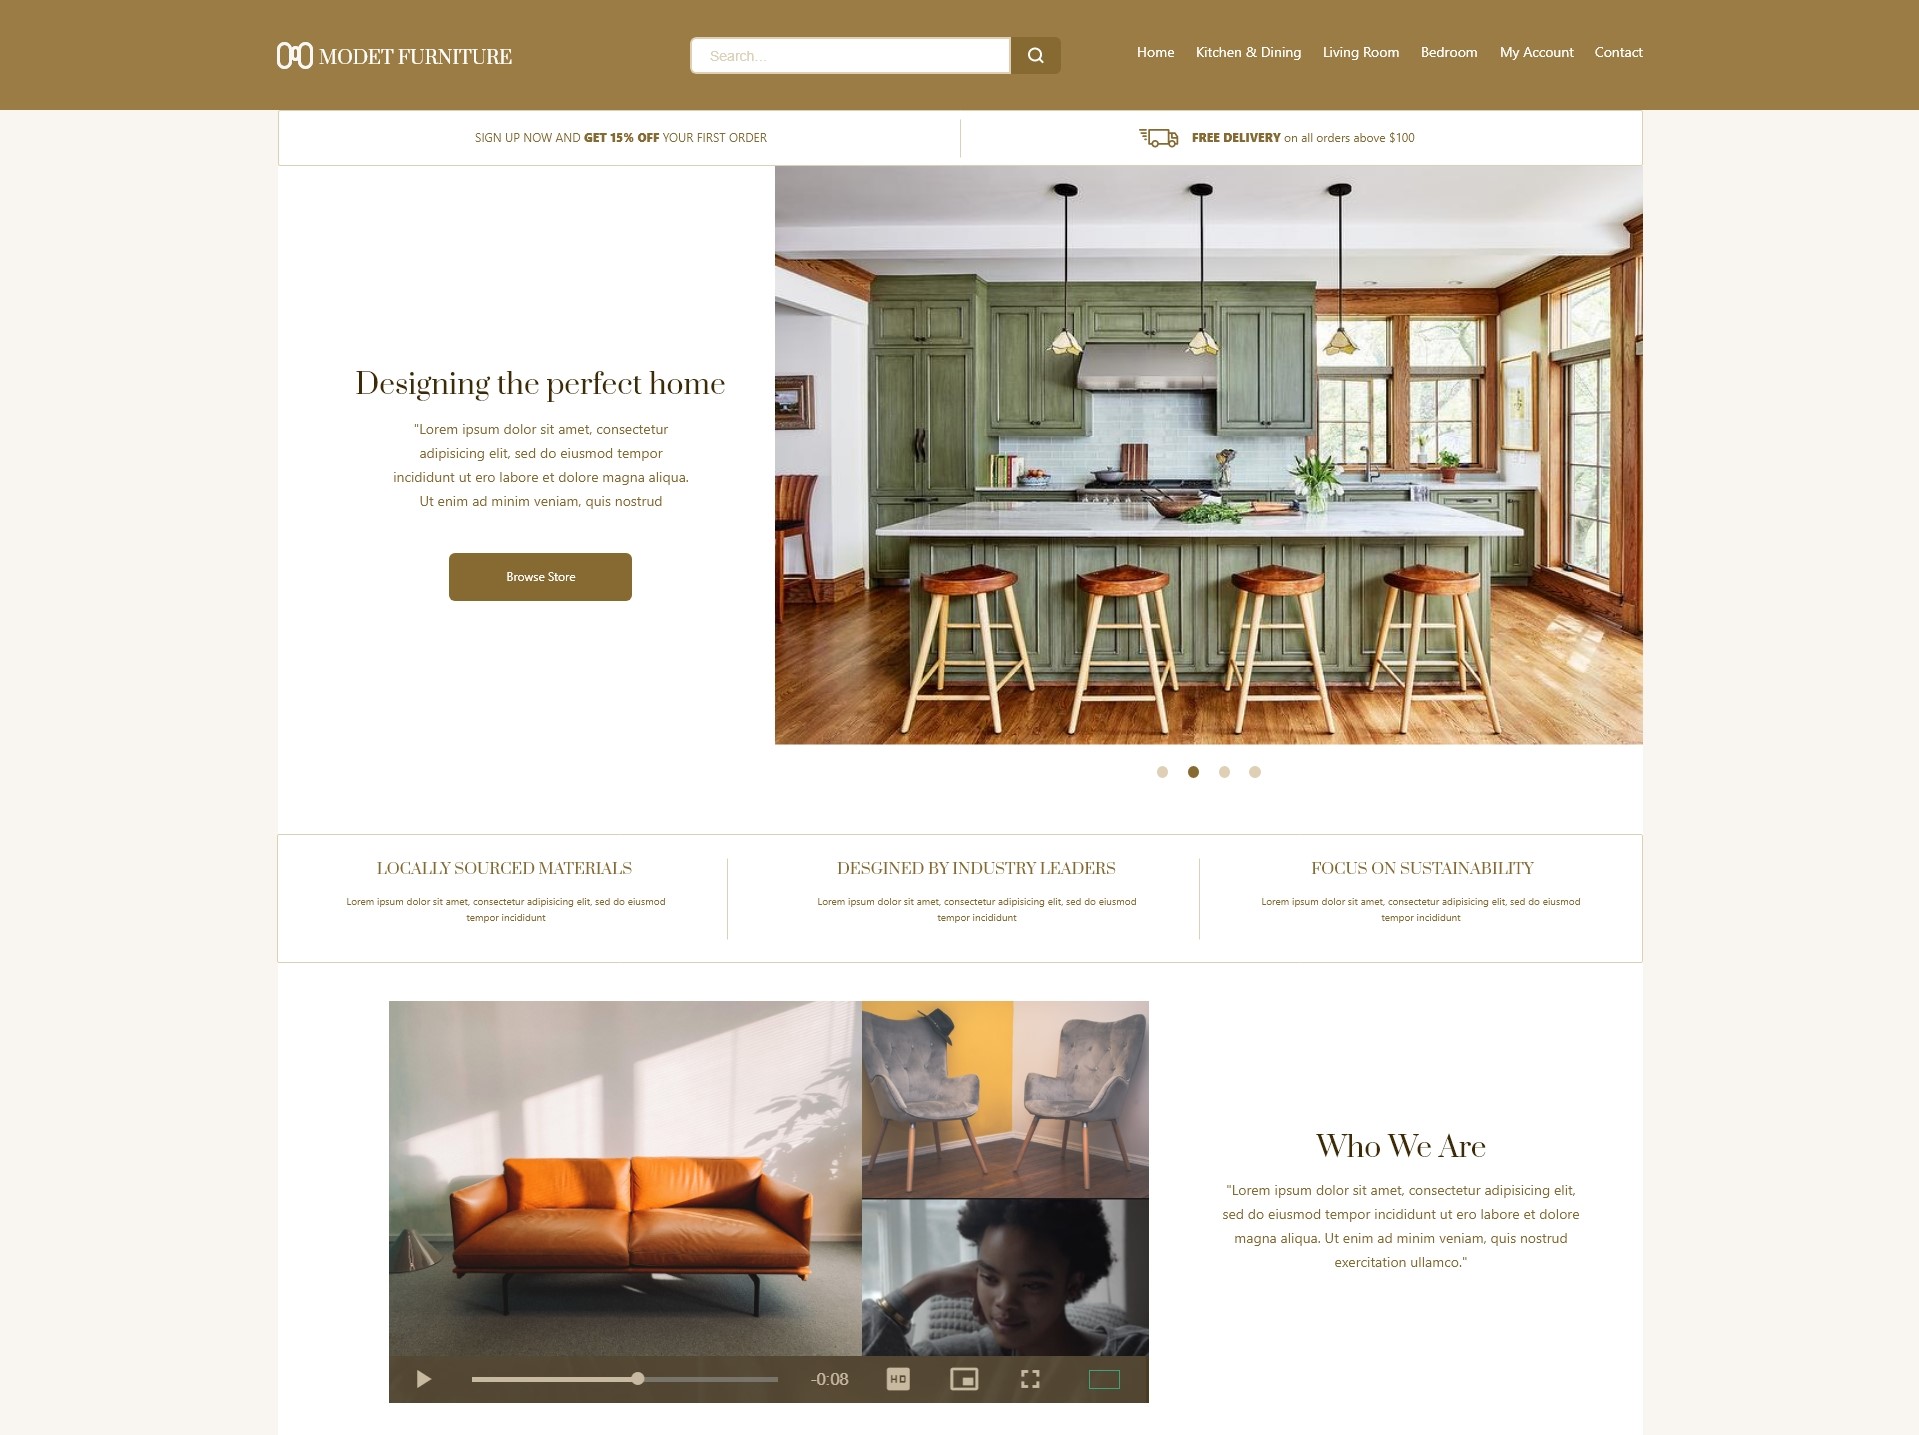 MODET FURNITURE
Search...
Home Kitchen & Dining Living Room Bedroom My Account Contact
SIGN UP NOW AND GET 15% OFF YOUR FIRST ORDER
FREE DELIVERY on all orders above $100
Designing the perfect home
"Lorem ipsum dolor sit amet, consectetur
adipisicing elit, sed do eiusmod tempor
incididunt ut ero labore et dolore magna aliqua.
Ut enim ad minim veniam, quis nostrud
Browse Store
LOCALLY SOURCED MATERIALS
Lorem ipsum dolor sit amet, consectetur adipisicing elit, sed do eiusmod
tempor incididunt
DESGINED BY INDUSTRY LEADERS
Lorem ipsum dolor sit amet, consectetur adipisicing elit, sed do eiusmod
tempor incididunt
FOCUS ON SUSTAINABILITY
Lorem ipsum dolor sit amet, consectetur adipisicing elit, sed do eiusmod
tempor incididunt
Who We Are
"Lorem ipsum dolor sit amet, consectetur adipisicing elit,
sed do eiusmod tempor incididunt ut ero labore et dolore
magna aliqua. Ut enim ad minim veniam, quis nostrud
exercitation ullamco."
-0:08
HD